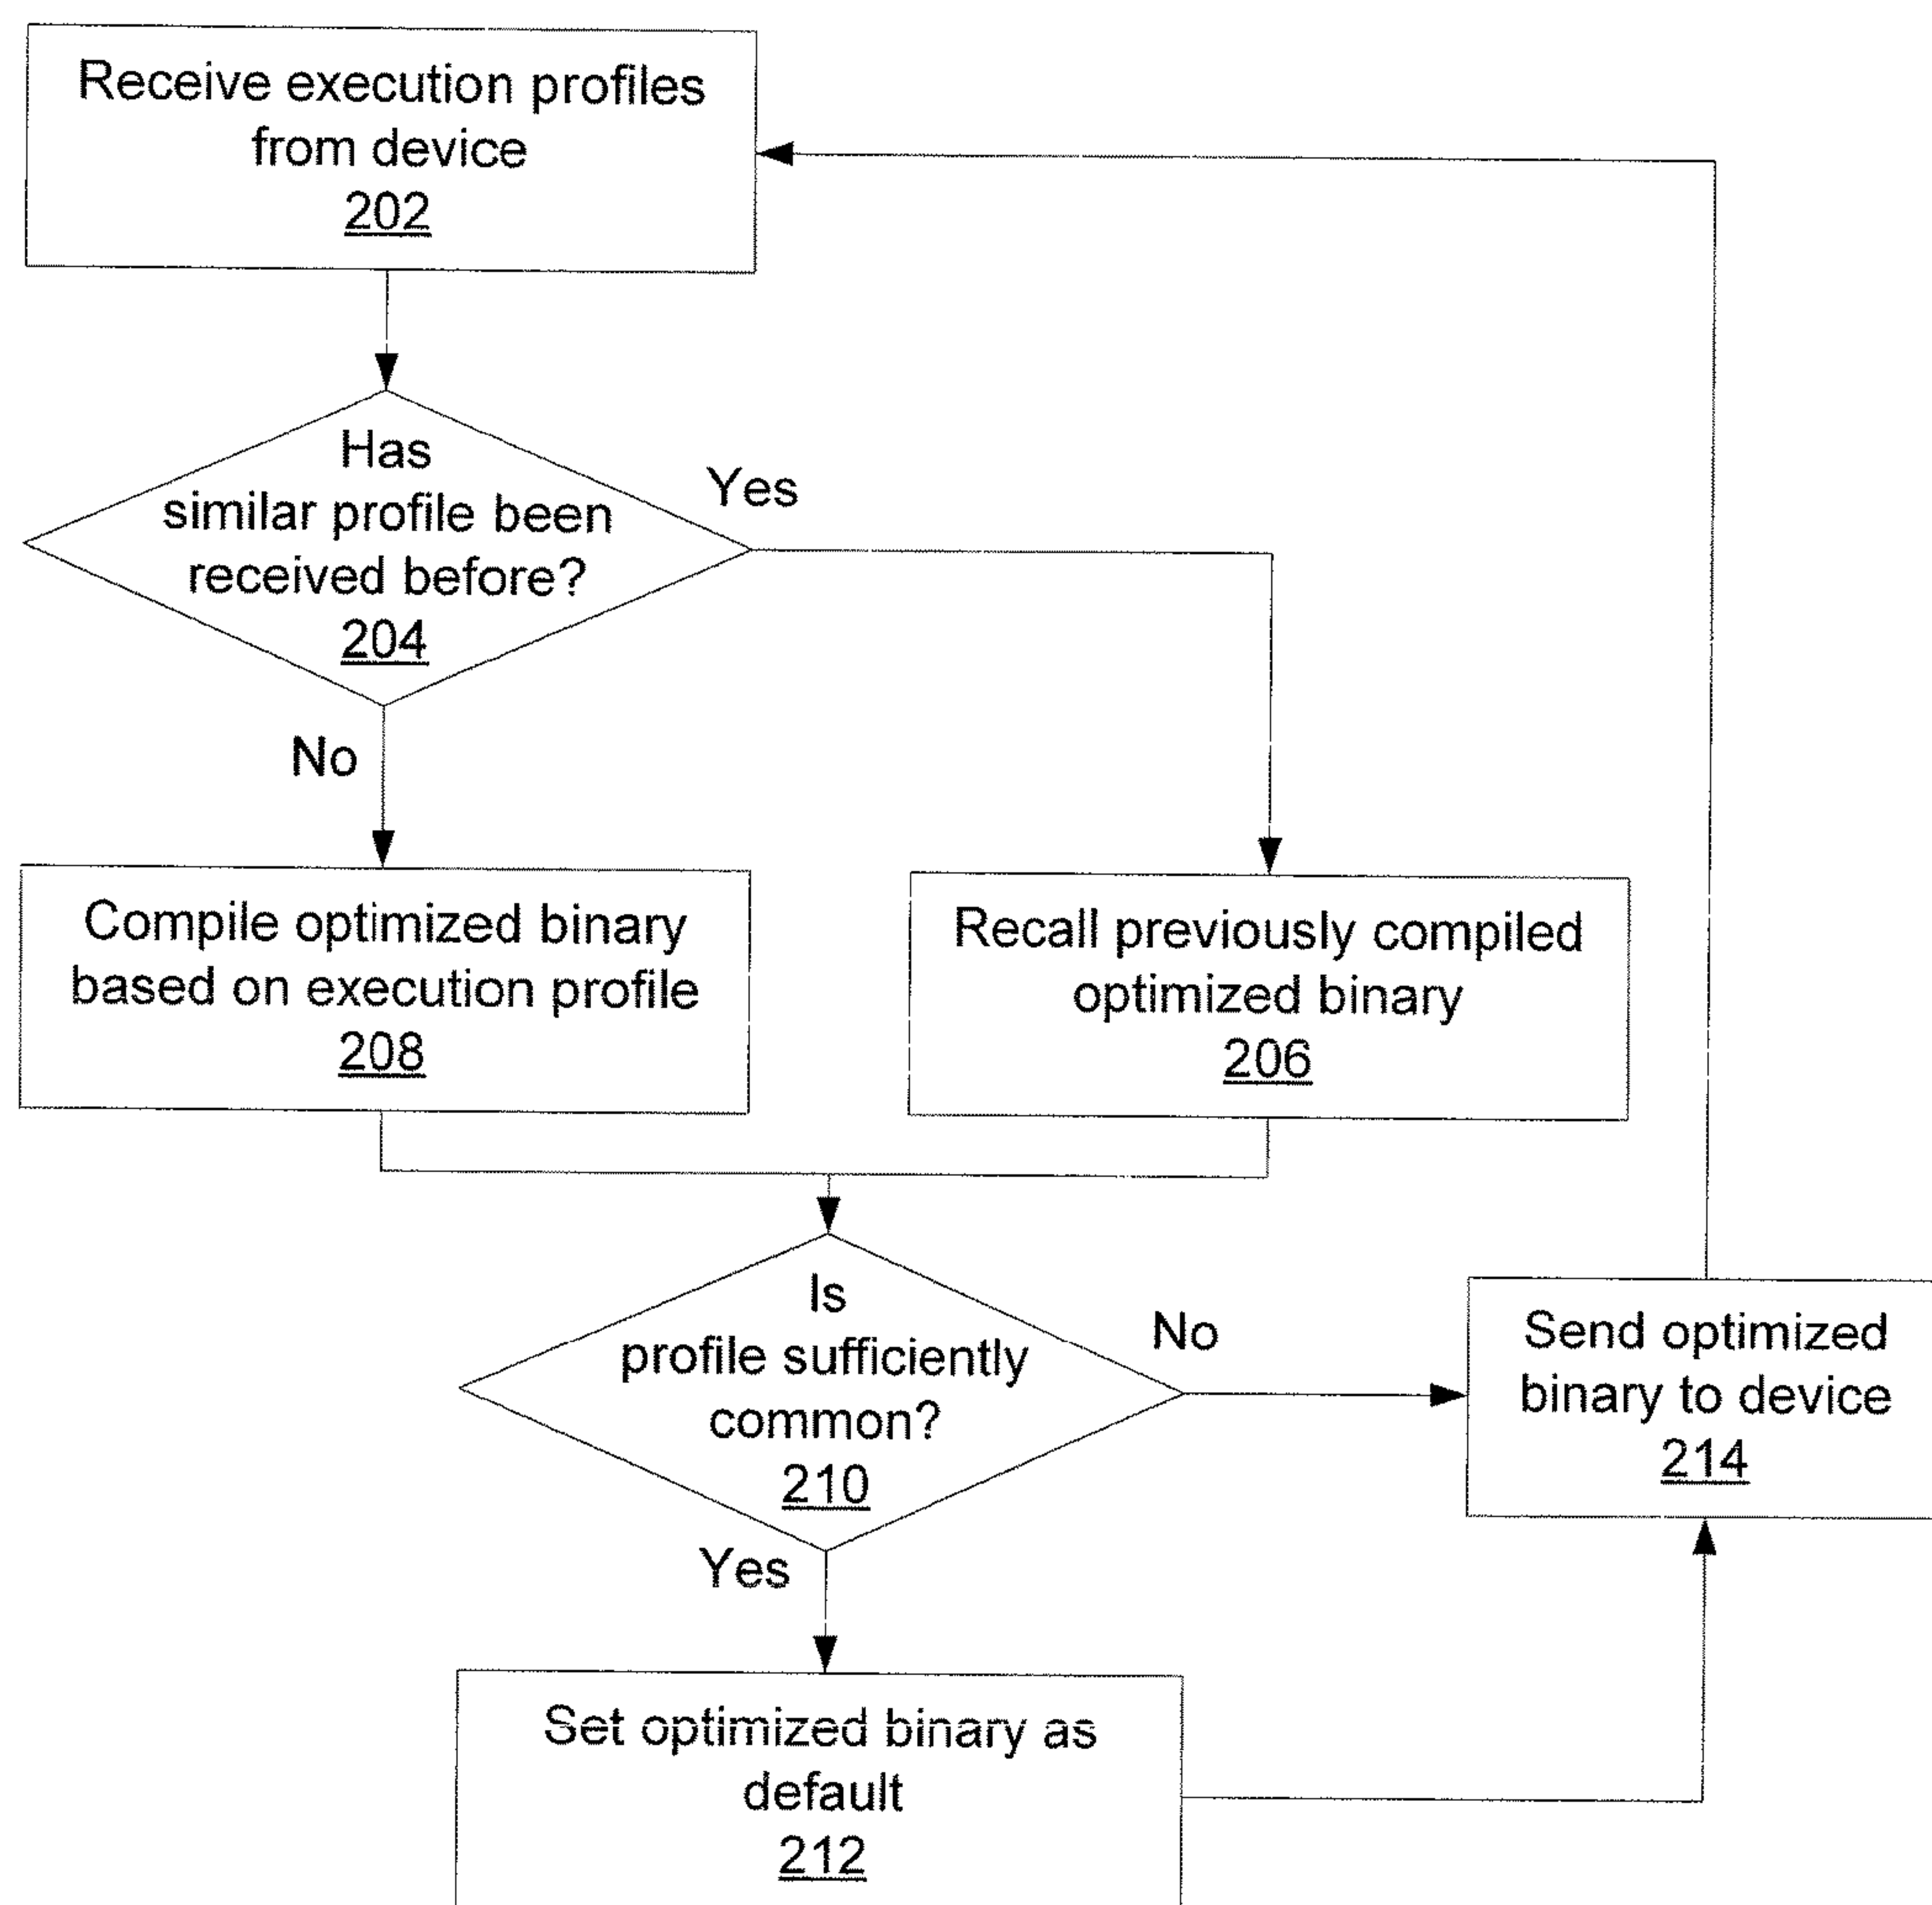 Receive execution profiles
from device
202
Has
similar profile been
received before?
204
Yes
No
Compile optimized binary
based on execution profile
208
Recall previously compiled
optimized binary
206
Is
profile sufficiently
common?
210
No
Yes
Send optimized
binary to device
214
Set optimized binary as
default
212